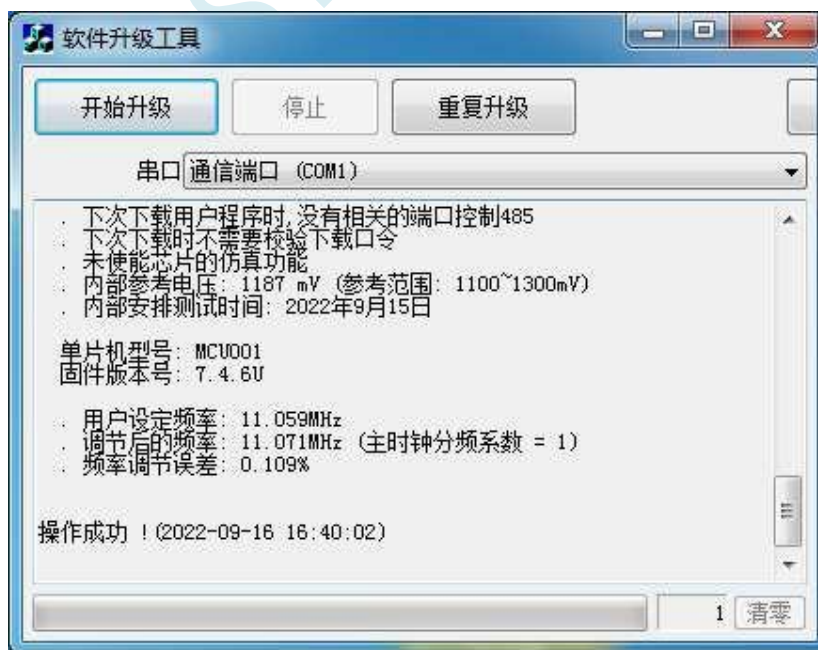 软件升级工具
开始升级 停止 重复升级
串口 通信端口 (COM1)
. 下次下载用户程序时,没有相关的端口控制485
. 下次下载时不需要校验下载口令
. 未使能芯片的仿真功能
. 内部参考电压: 1187 mV (参考范围: 1100~1300mV)
. 内部安排测试时间: 2022年9月15日
单片机型号: MCU001
固件版本号: 7.4.6U
. 用户设定频率: 11.059MHz
. 调节后的频率: 11.071MHz (主时钟分频系数 = 1)
. 频率调节误差: 0.109%
操作成功 !(2022-09-16 16:40:02)
1 清零